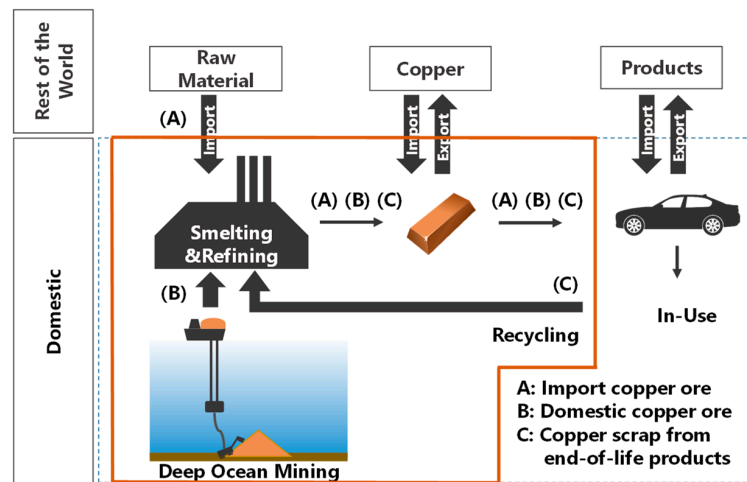 Rest of the
World
Raw
Material
Copper
Products
(A)
Import
Import
Export
Import
Export
Domestic
Smelting
&Refining
(A) (B) (C)
(A) (B) (C)
(B)
(C)
Recycling
In-Use
Deep Ocean Mining
A: Import copper ore
B: Domestic copper ore
C: Copper scrap from
end-of-life products